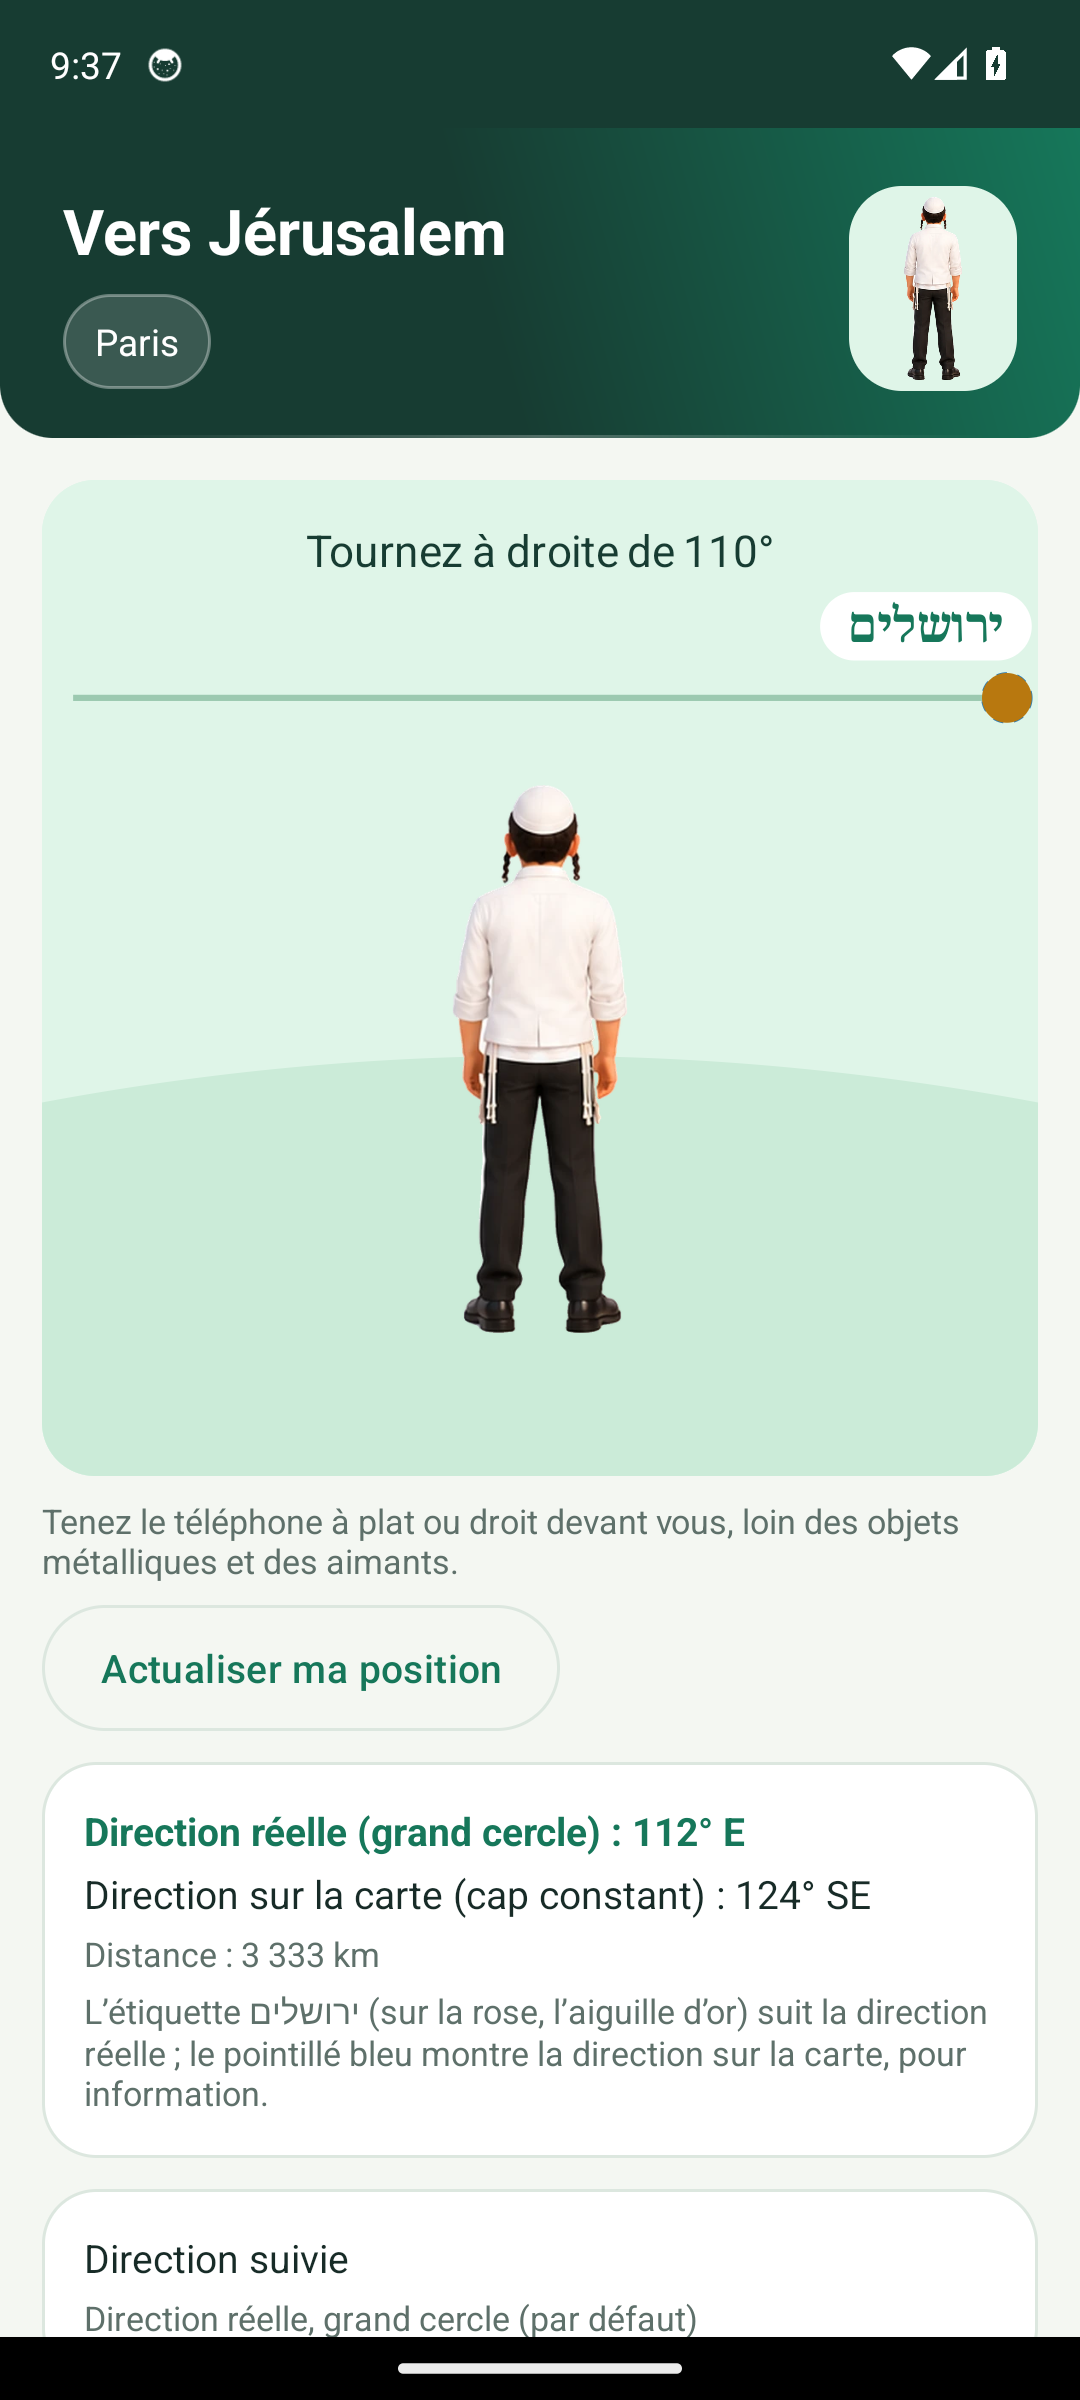 9:37
Vers Jérusalem
Paris
Tournez à droite de 110°
ירושלים
Tenez le téléphone à plat ou droit devant vous, loin des objets
métalliques et des aimants.
Actualiser ma position
Direction réelle (grand cercle) : 112° E
Direction sur la carte (cap constant) : 124° SE
Distance : 3 333 km
L’étiquette ירושלים (sur la rose, l’aiguille d’or) suit la direction
réelle ; le pointillé bleu montre la direction sur la carte, pour
information.
Direction suivie
Direction réelle, grand cercle (par défaut)